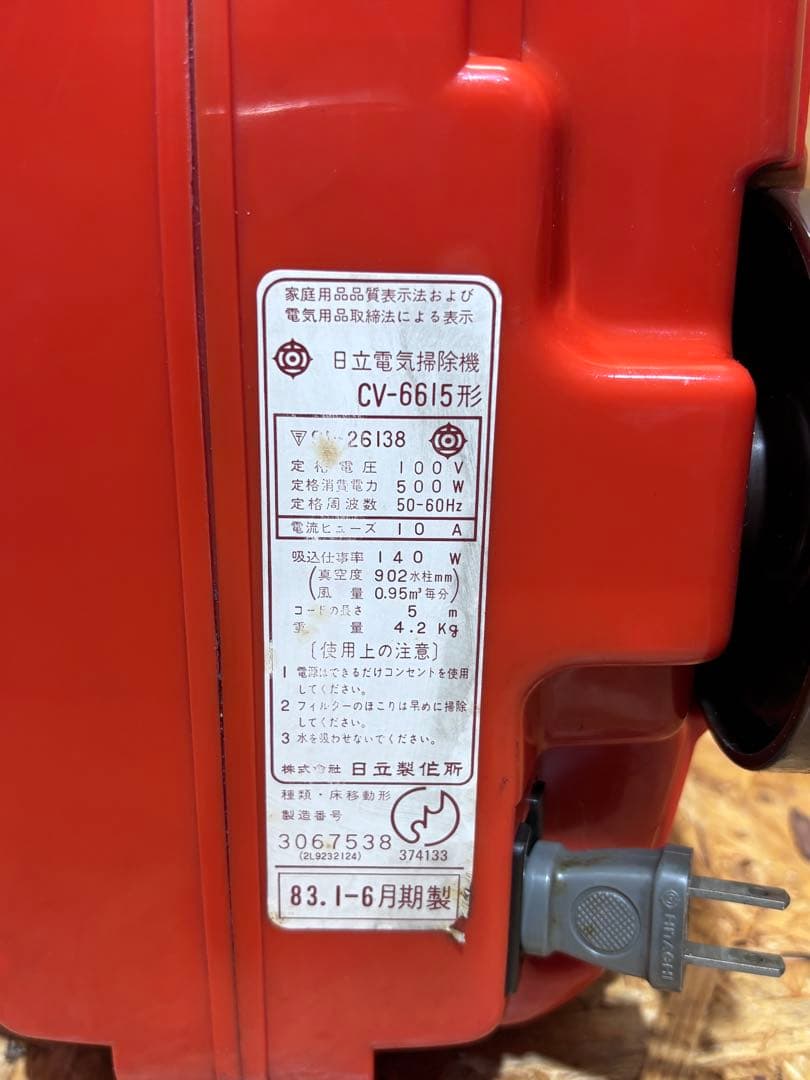 家庭用品品質表示法および
電気用品取締法による表示
日立電気掃除機
CV-6615形
26138
定格電圧 100V
定格消費電力 500W
定格周波数 50-60Hz
電流ヒューズ 10A
吸込仕事率 140W
(真空度 902水柱mm)
(風量 0.95m³毎分)
コードの長さ 5m
重量 4.2Kg
〔使用上の注意〕
1 電源はできるだけコンセントを使用
してください。
2 フィルターのほこりは早めに掃除
してください。
3 水を吸わせないでください。
株式会社 日立製作所
種類・床移動形
製造番号
3067538
(2L9232124)
374133
83.1-6月期製
HITACHI